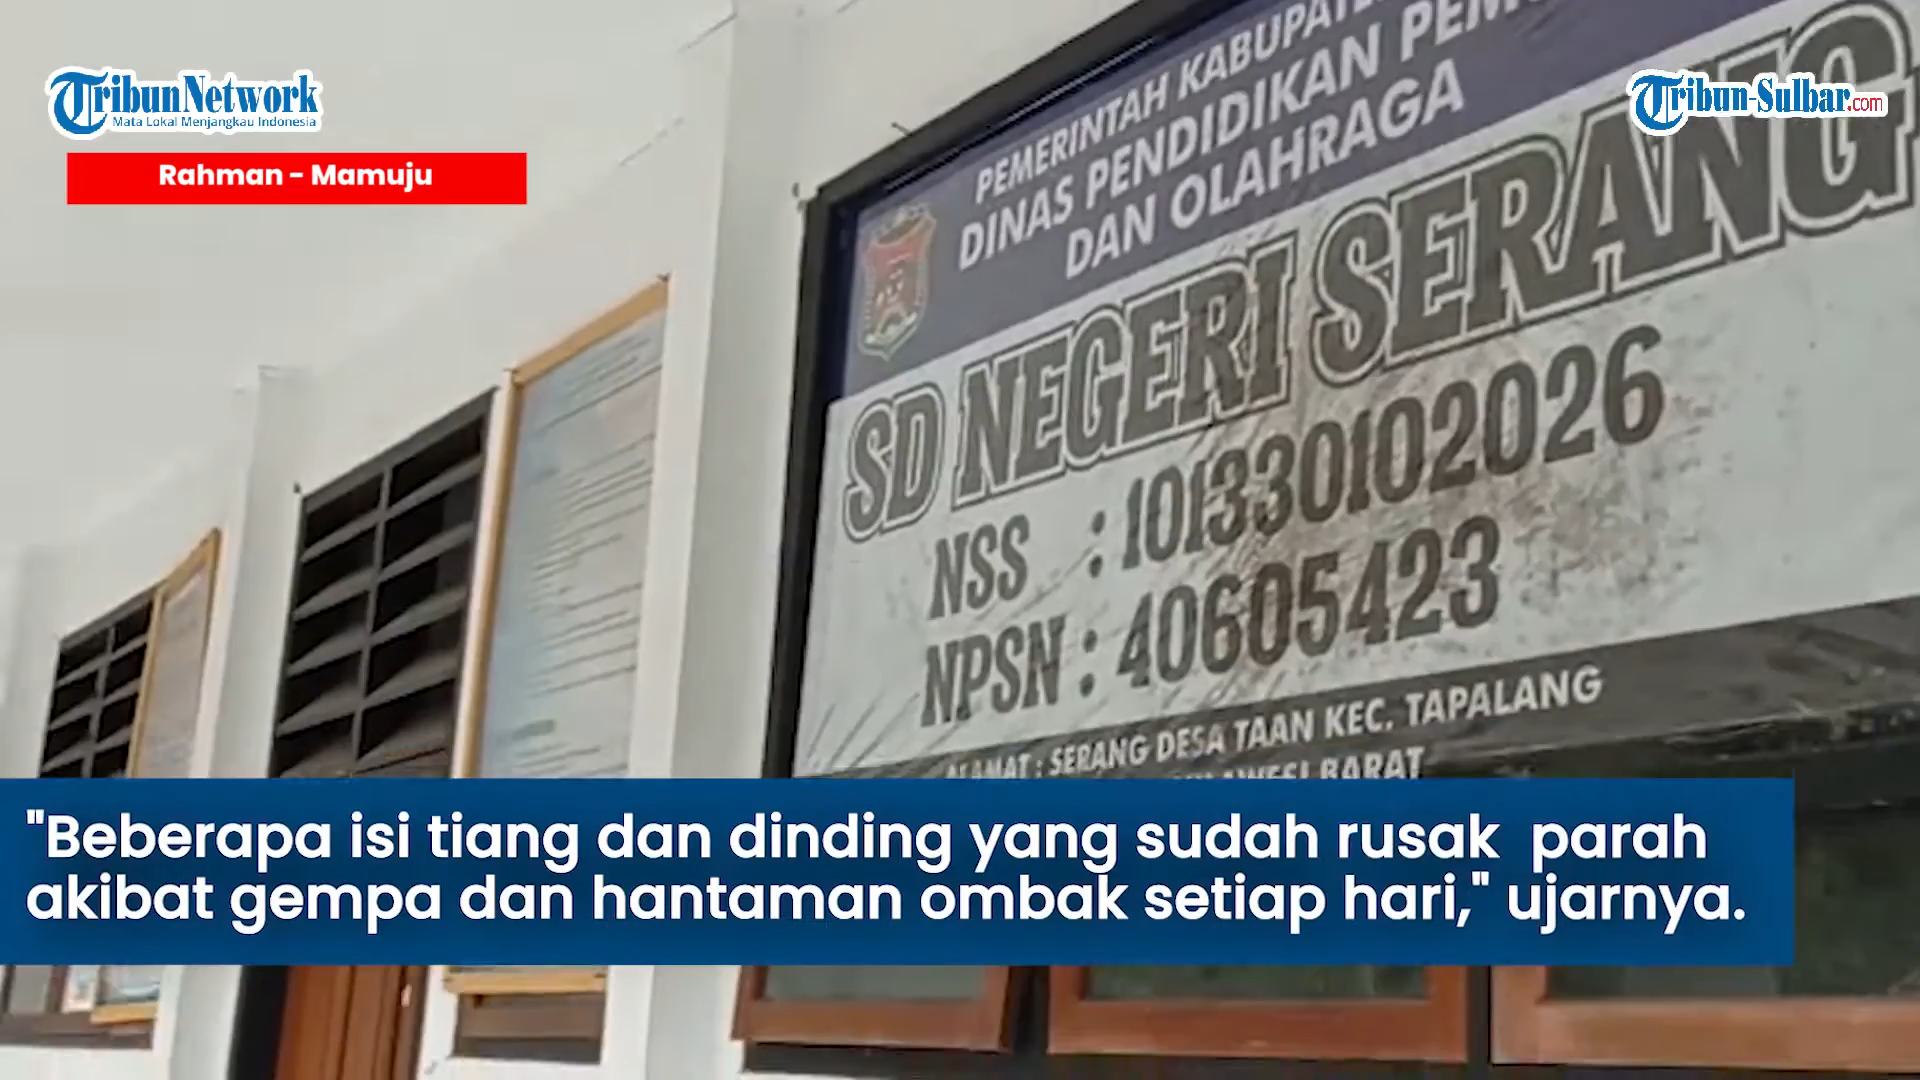 TribunNetwork
Mata Lokal Menjangkau Indonesia
Tribun-Sulbar.com
Rahman - Mamuju
PEMERINTAH
DINAS PENDIDIKAN
DAN OLAHRAGA
SD NEGERI SERANG
NSS : 101330102026
NPSN : 40605423
ALAMAT : SERANG DESA TAAN KEC. TAPALANG
BARAT
"Beberapa isi tiang dan dinding yang sudah rusak parah
akibat gempa dan hantaman ombak setiap hari," ujarnya.